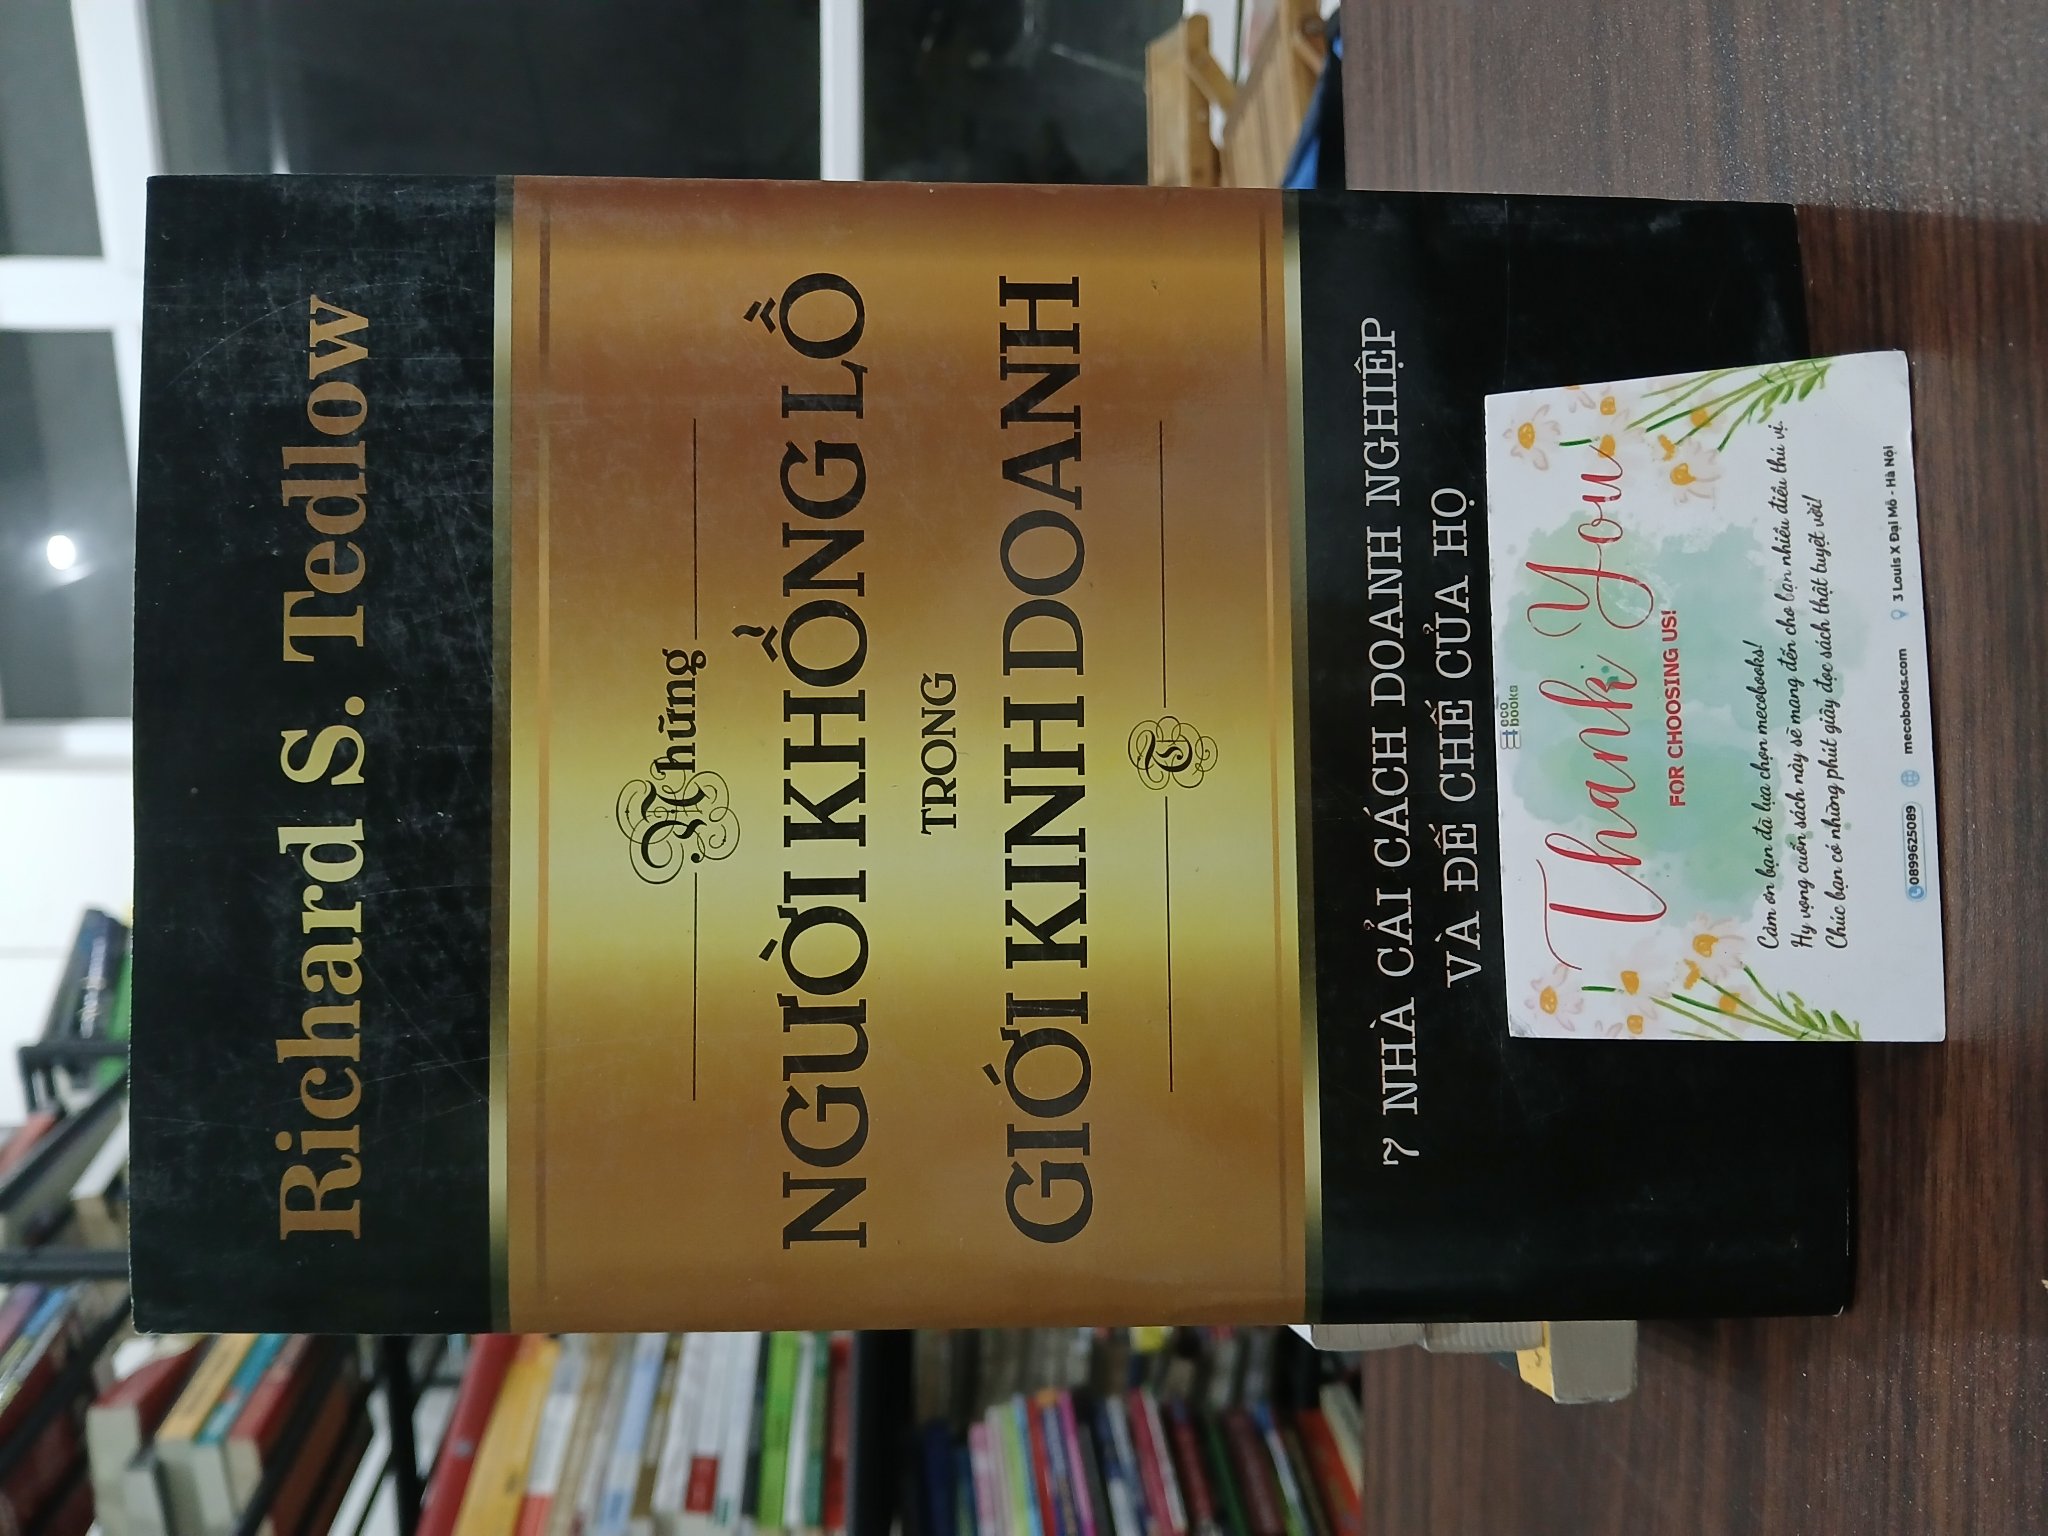 Richard S. Tedlow
Những
NGƯỜI KHỔNG LỒ
TRONG
GIỚI KINH DOANH
7 NHÀ CẢI CÁCH DOANH NGHIỆP
VÀ ĐẾ CHẾ CỦA HỌ
eco
books
Thank You
FOR CHOOSING US!
Cảm ơn bạn đã lựa chọn mecobooks!
Hy vọng cuốn sách này sẽ mang đến cho bạn nhiều điều thú vị.
Chúc bạn có những phút giây đọc sách thật tuyệt vời!
0899625089 mecobooks.com 3 Louis X Đại Mỗ - Hà Nội